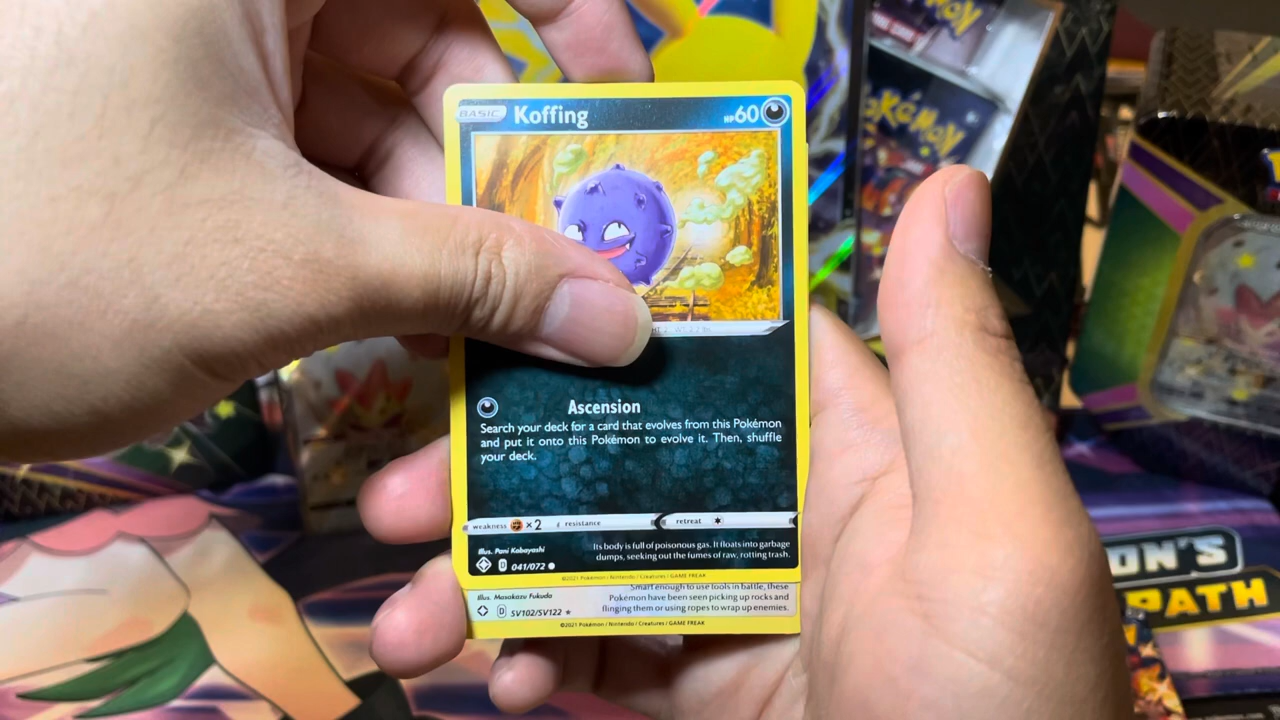 BASIC Koffing HP60
Ascension
Search your deck for a card that evolves from this Pokémon
and put it onto this Pokémon to evolve it. Then, shuffle
your deck.
weakness ×2 resistance retreat
Illus. Pani Kobayashi
Its body is full of poisonous gas. It floats into garbage
dumps, seeking out the fumes of raw, rotting trash.
D 041/072
©2021 Pokémon / Nintendo / Creatures / GAME FREAK
Illus. Masakazu Fukuda
Smart enough to use tools in battle, these
Pokémon have been seen picking up rocks and
flinging them or using ropes to wrap up enemies.
D SV102/SV122
©2021 Pokémon / Nintendo / Creatures / GAME FREAK
POKÉMON
POKÉMON
ON'S
PATH